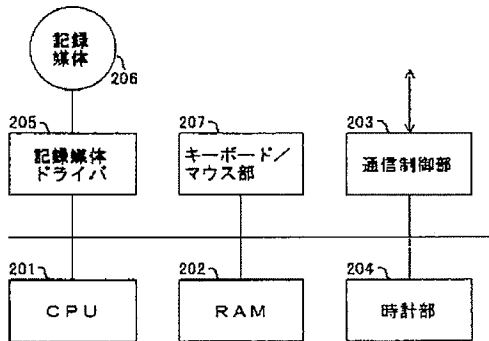 記録
媒体
206
205
207
203
記録媒体
ドライバ
キーボード／
マウス部
通信制御部
201
202
204
CPU
RAM
時計部